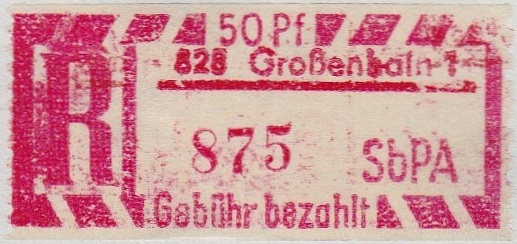 50 Pf
828 Großenhain 1
R
875 SbPA
Gebühr bezahlt